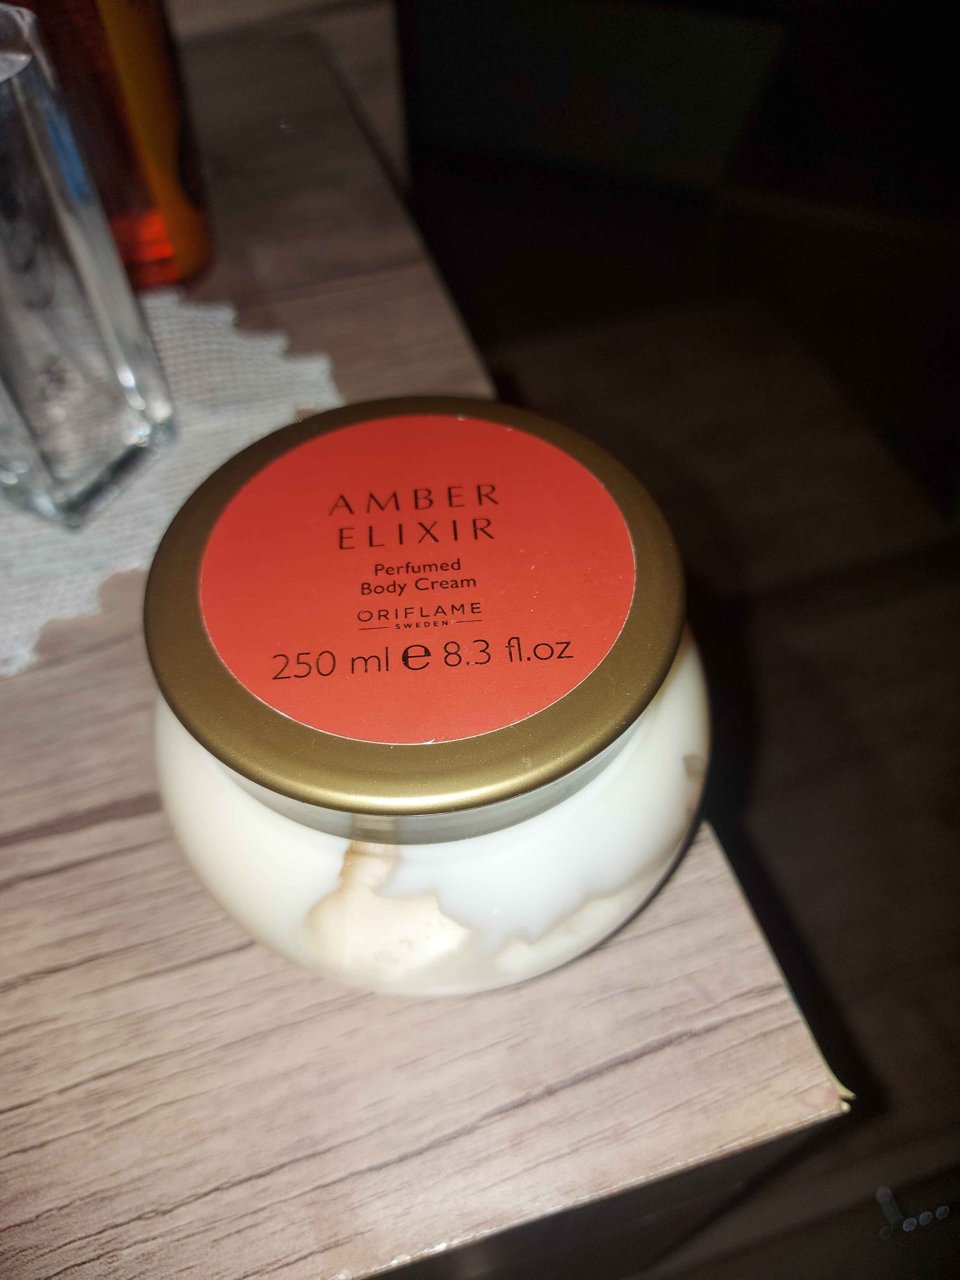 AMBER
ELIXIR
Perfumed
Body Cream
ORIFLAME
SWEDEN
250 ml e 8.3 fl.oz